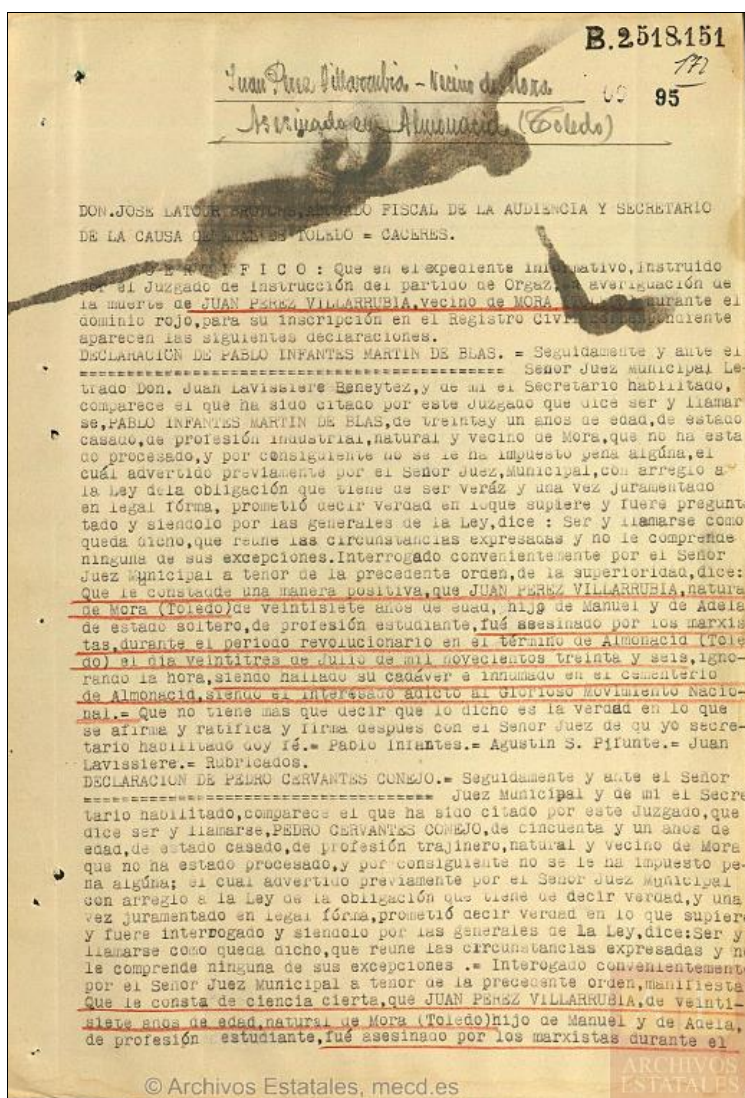 B.2518.151
172
95
Juan Perez Villarrubia - Vecino de Mora
Asesinado en Almonacid (Toledo)
DON.JOSE LATOUR BROTONS, ABOGADO FISCAL DE LA AUDIENCIA Y SECRETARIO
DE LA CAUSA DE TOLEDO = CACERES.
C E R T I F I C O : Que en el expediente informativo,instruido
por el Juzgado de Instrucción del partido de Orgaz, en averiguación de
la muerte de JUAN PEREZ VILLARRUBIA,vecino de MORA durante el
dominio rojo,para su inscripción en el Registro Civil correspondiente
aparecen las siguientes declaraciones.
DECLARACION DE PABLO INFANTES MARTIN DE BLAS. = Seguidamente y ante el
===================================== Señor Juez Municipal Le-
trado Don. Juan Lavissiere Beneytez,y de mi el Secretario habilitado,
comparece el que ha sido citado por este Juzgado que dice ser y llamar
se,PABLO INFANTES MARTIN DE BLAS,de treintay un años de edad,de estado
casado,de profesión industrial,natural y vecino de Mora,que no ha esta
do procesado,y por consiguiente no se le ha impuesto pena algúna,el
cuál advertido previamente por el Señor Juez,Municipal,con arreglo a
la Ley dela obligación que tiene de ser veráz y una vez juramentado
en legal fórma, prometió decir verdad en loque supiere y fuere pregunta
tado y siendolo por las generales de la Ley,dice : Ser y llamarse como
queda dicho,que reune las circunstancias expresadas y no le comprende
ninguna de sus excepciones.Interrogado convenientemente por el Señor
Juez Municipal a tenor de la precedente orden,de la superioridad,dice:
Que le constade una manera positiva,que JUAN PEREZ VILLARRUBIA,natura
de Mora (Toledo)de veintisiete años de edad, hijo de Manuel y de Adela
de estado soltero,de profesión estudiante,fué asesinado por los marxis
tas,durante el periodo revolucionario en el término de Almonacid (Tole
do) el dia veintitrés de Julio de mil novecientos treinta y seis,igno-
rando la hora,siendo hallado su cadáver e inhumado en el cementerio
de Almonacid,siendo el interesado adicto al Glorioso Movimiento Nacio-
nal.= Que no tiene mas que decir que lo dicho es la verdad en lo que
se afirma y ratifica y firma despues con el Señor Juez de qu yo secre-
tario habilitado doy fé.= Pablo Infantes.= Agustin S. Pifunte.= Juan
Lavissiere.= Rubricados.
DECLARACION DE PEDRO CERVANTES CONEJO.= Seguidamente y ante el Señor
================================ Juez Municipal y de mi el Secre
tario habilitado,comparece el que ha sido citado por este Juzgado,que
dice ser y llamarse,PEDRO CERVANTES CONEJO,de cincuenta y un años de
edad,de estado casado,de profesión trajinero,natural y vecino de Mora
que no ha estado procesado,y por consiguiente no se le ha impuesto pe-
na algúna; el cual advertido previamente por el Señor Juez Municipal
con arreglo a la Ley de la obligación que tiene de decir verdad,y una
vez juramentado en legal fórma,prometió decir verdad en lo que supiere
y fuere interrogado y siendolo por las generales de La Ley,dice:Ser y
llamarse como queda dicho,que reune las circunstancias expresadas y no
le comprende ninguna de sus excepciones .= Interogado convenientemente
por el Señor Juez Municipal a tenor de la precedente orden,manifiesta
Que le consta de ciencia cierta,que JUAN PEREZ VILLARRUBIA,de veinti-
siete años de edad,natural de Mora (Toledo)hijo de Manuel y de Adela,
de profesión estudiante,fué asesinado por los marxistas durante el
ARCHIVOS
ESTATALES
© Archivos Estatales, mecd.es